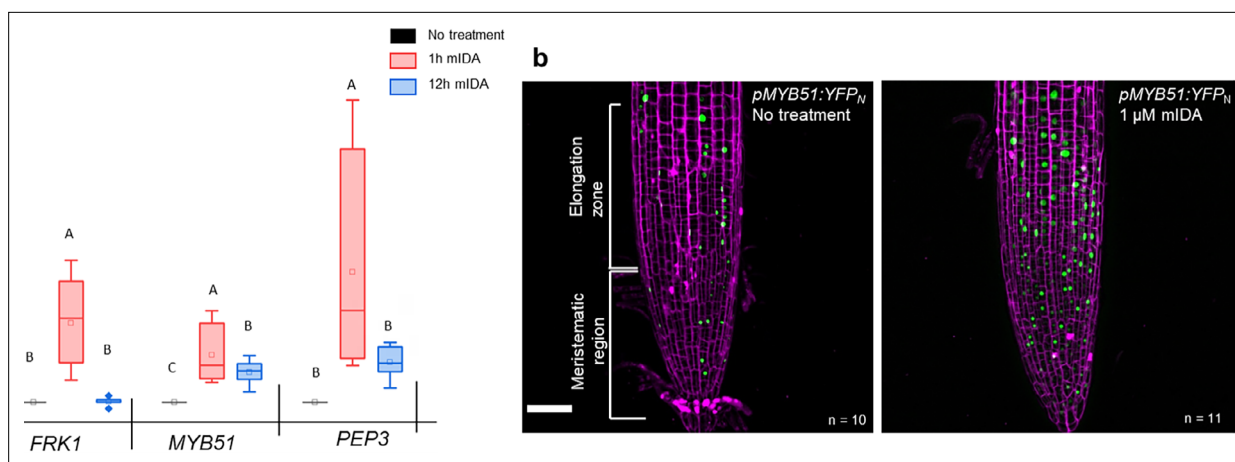 No treatment
1h mIDA
12h mIDA
A
B
B
A
C
B
A
B
B
FRK1
MYB51
PEP3
b
pMYB51:YFPN
No treatment
Elongation
zone
Meristematic
region
n = 10
pMYB51:YFPN
1 µM mIDA
n = 11